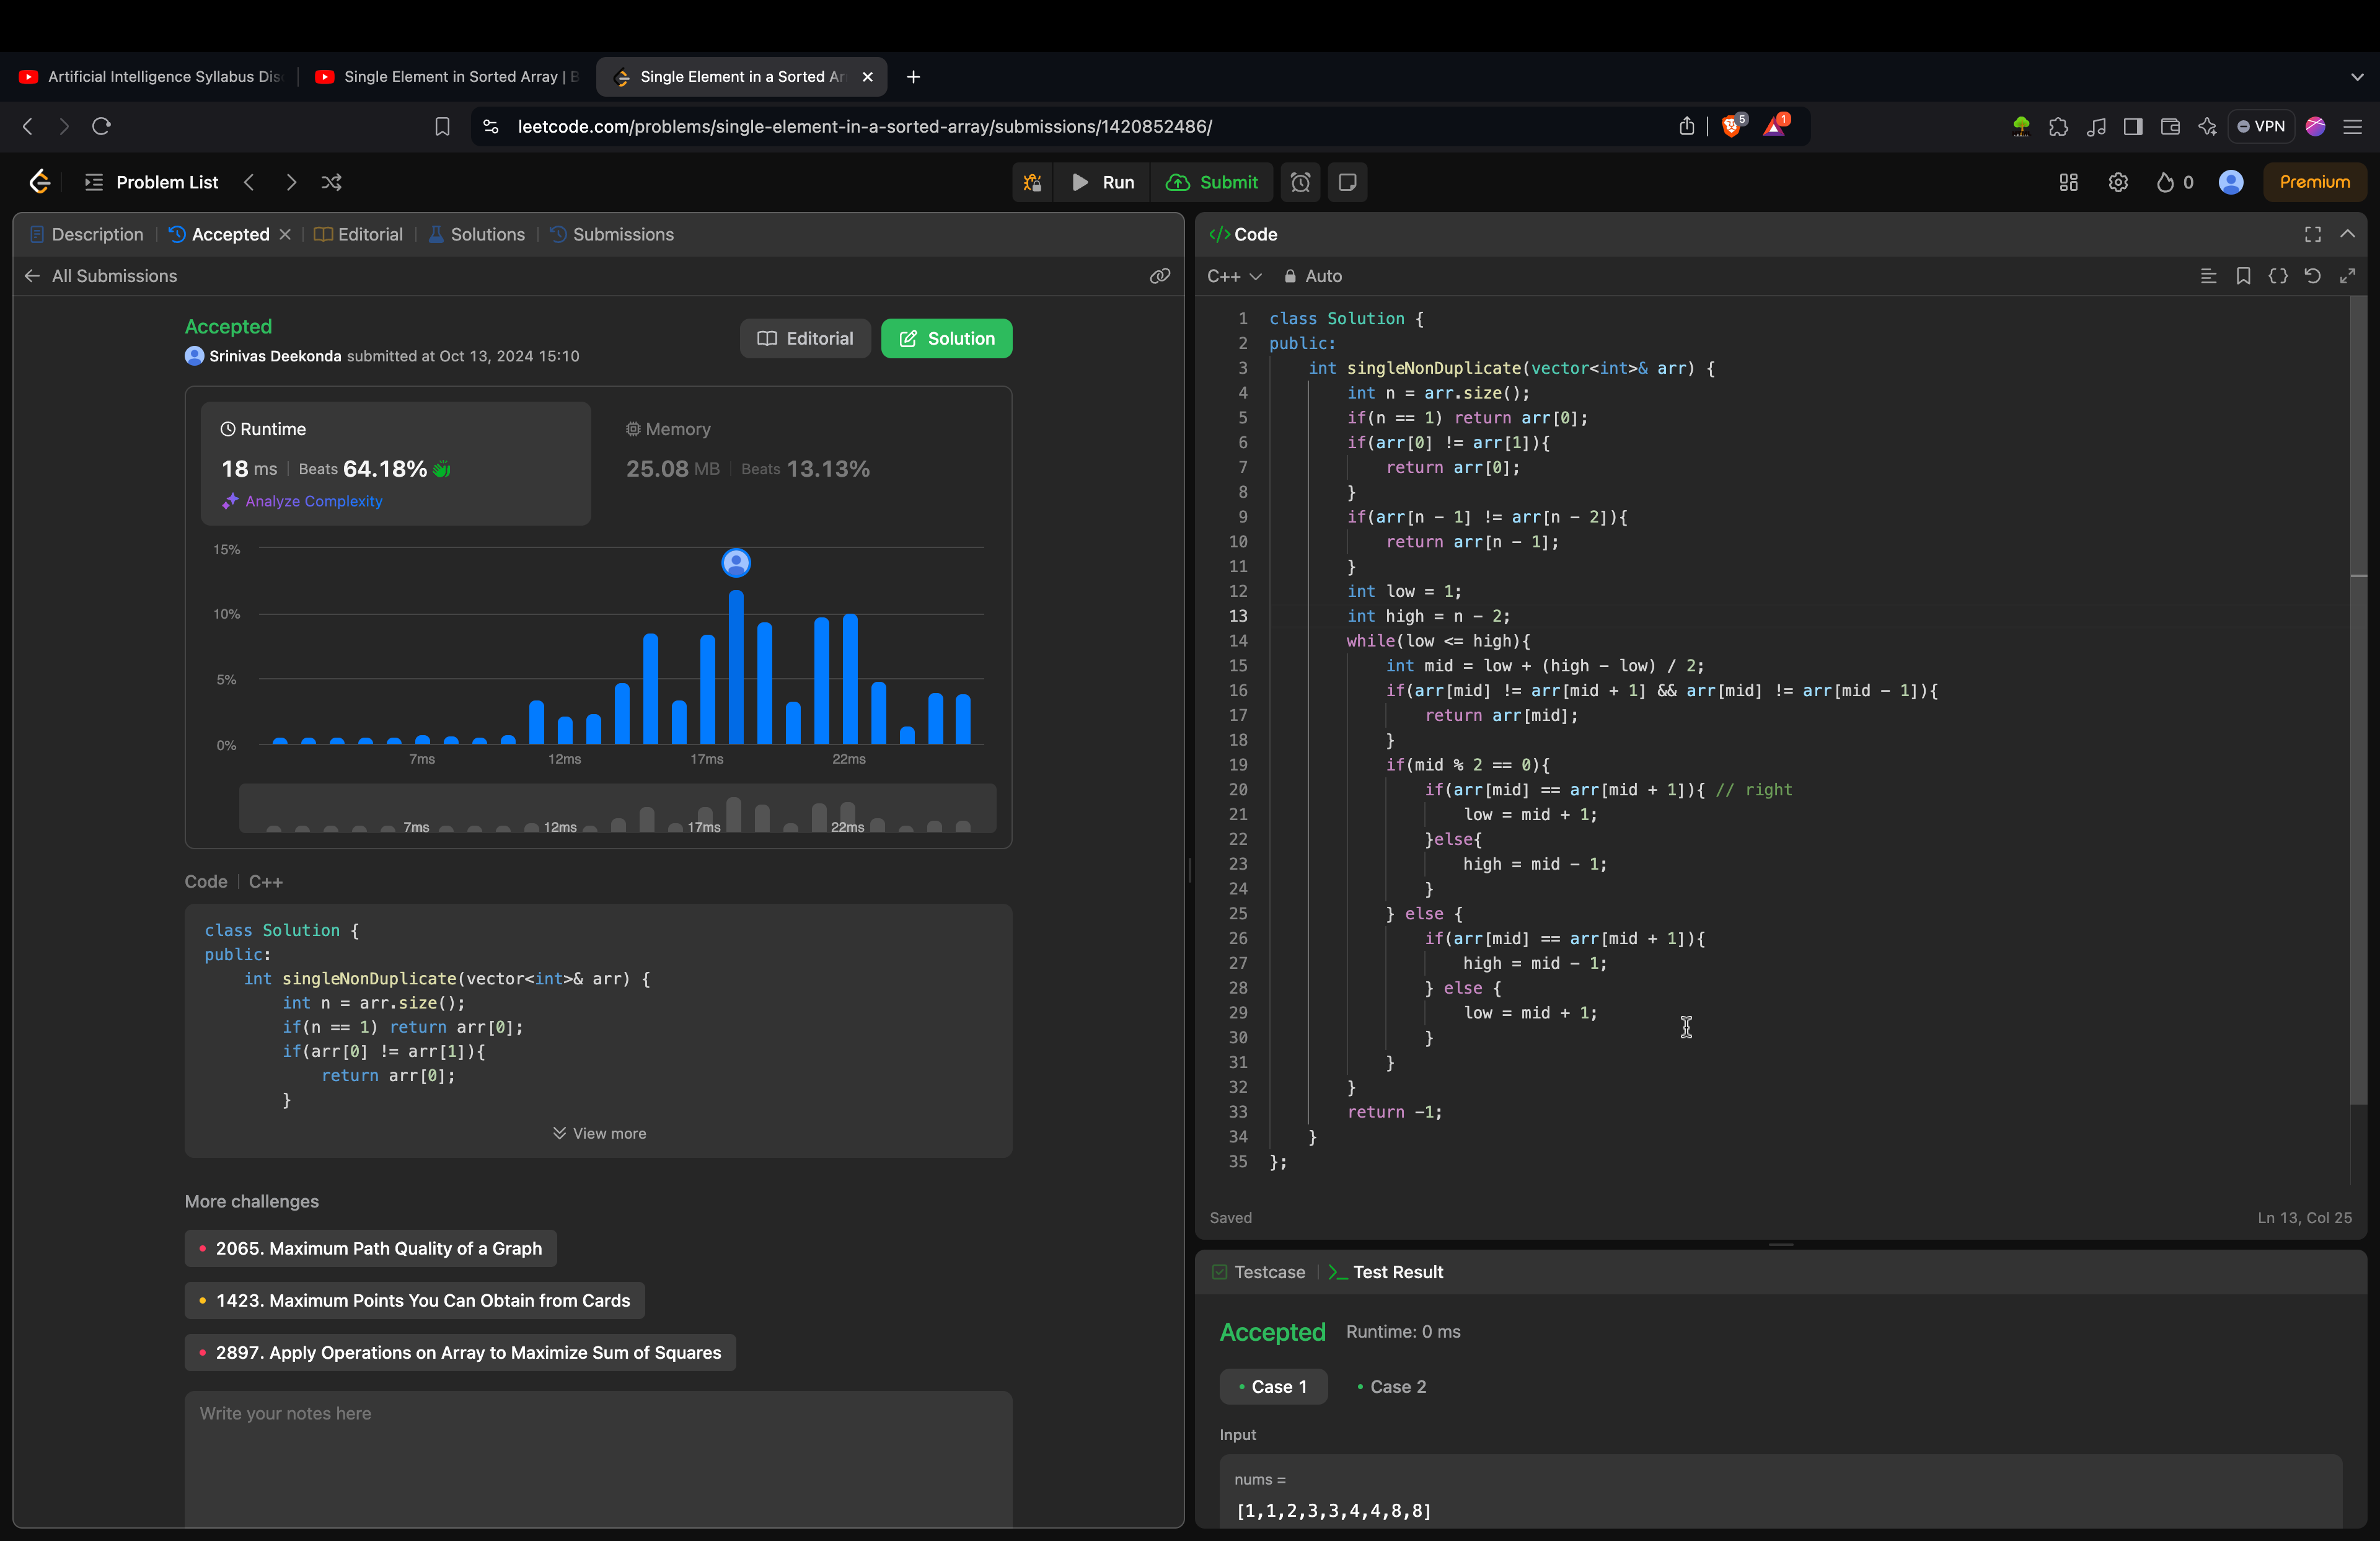 Artificial Intelligence Syllabus Dis
Single Element in Sorted Array | B
Single Element in a Sorted Ar
leetcode.com/problems/single-element-in-a-sorted-array/submissions/1420852486/
5
1
VPN
Problem List
Run
Submit
0
Premium
Description
Accepted
Editorial
Solutions
Submissions
All Submissions
Accepted
Srinivas Deekonda submitted at Oct 13, 2024 15:10
Editorial
Solution
Runtime
18 ms | Beats 64.18%
Analyze Complexity
Memory
25.08 MB | Beats 13.13%
15%
10%
5%
0%
7ms 12ms 17ms 22ms
7ms 12ms 17ms 22ms
Code | C++
class Solution {
public:
    int singleNonDuplicate(vector<int>& arr) {
        int n = arr.size();
        if(n == 1) return arr[0];
        if(arr[0] != arr[1]){
            return arr[0];
        }
View more
More challenges
2065. Maximum Path Quality of a Graph
1423. Maximum Points You Can Obtain from Cards
2897. Apply Operations on Array to Maximize Sum of Squares
Write your notes here
</> Code
C++
Auto
1 class Solution {
2 public:
3     int singleNonDuplicate(vector<int>& arr) {
4         int n = arr.size();
5         if(n == 1) return arr[0];
6         if(arr[0] != arr[1]){
7             return arr[0];
8         }
9         if(arr[n - 1] != arr[n - 2]){
10             return arr[n - 1];
11         }
12         int low = 1;
13         int high = n - 2;
14         while(low <= high){
15             int mid = low + (high - low) / 2;
16             if(arr[mid] != arr[mid + 1] && arr[mid] != arr[mid - 1]){
17                 return arr[mid];
18             }
19             if(mid % 2 == 0){
20                 if(arr[mid] == arr[mid + 1]){ // right
21                     low = mid + 1;
22                 }else{
23                     high = mid - 1;
24                 }
25             } else {
26                 if(arr[mid] == arr[mid + 1]){
27                     high = mid - 1;
28                 } else {
29                     low = mid + 1;
30                 }
31             }
32         }
33         return -1;
34     }
35 };
Saved
Ln 13, Col 25
Testcase
Test Result
Accepted
Runtime: 0 ms
Case 1
Case 2
Input
nums =
[1,1,2,3,3,4,4,8,8]